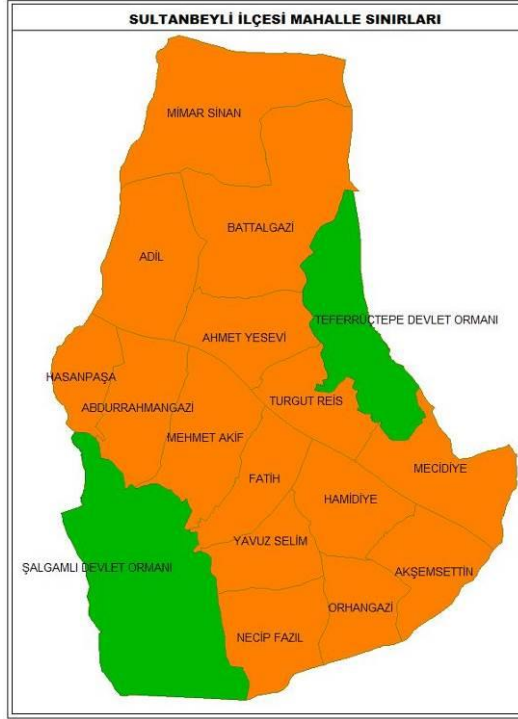 SULTANBEYLİ İLÇESİ MAHALLE SINIRLARI
MİMAR SİNAN
BATTALGAZİ
ADİL
TEFERRÜÇTEPE DEVLET ORMANI
AHMET YESEVİ
HASANPAŞA
TURGUT REİS
ABDURRAHMANGAZİ
MEHMET AKİF
MECİDİYE
FATİH
HAMİDİYE
YAVUZ SELİM
ŞALGAMLI DEVLET ORMANI
AKŞEMSETTİN
ORHANGAZİ
NECİP FAZIL